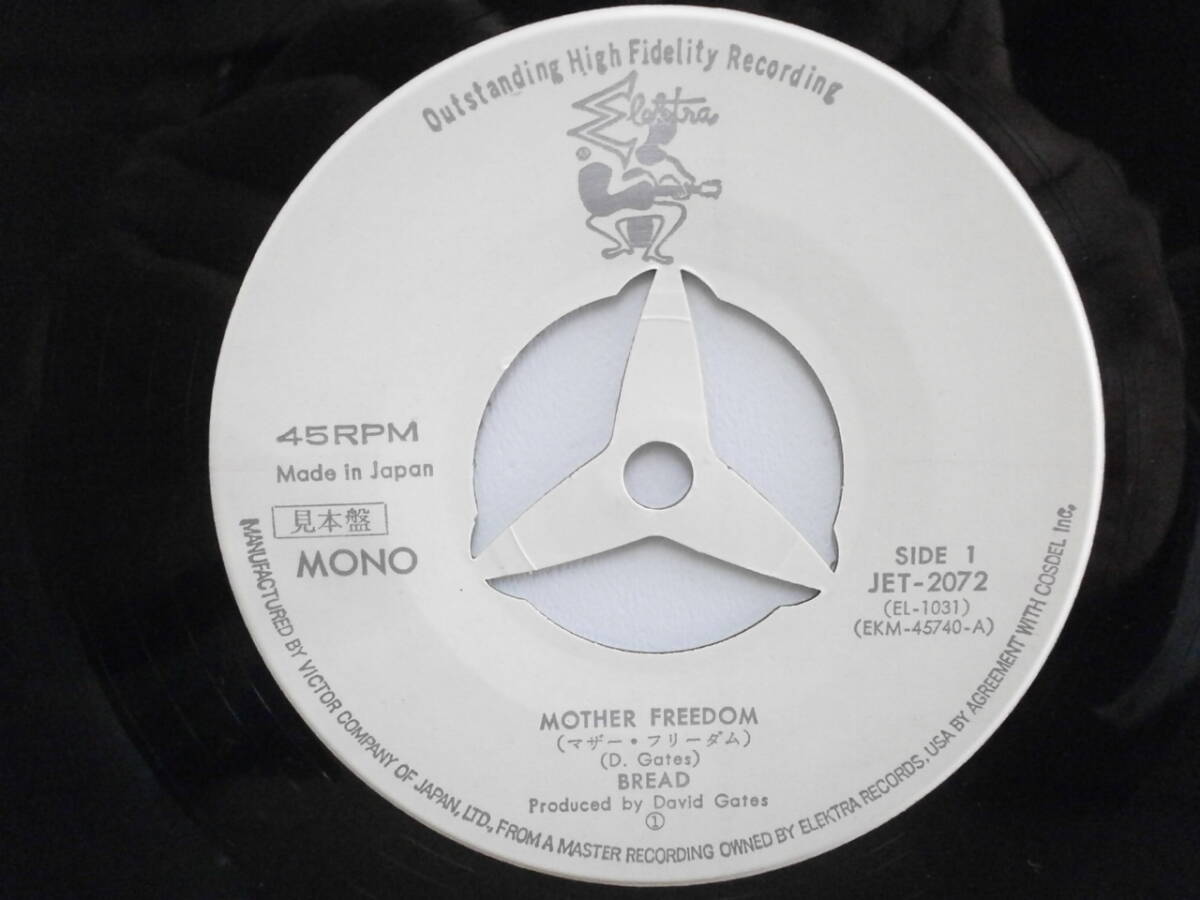 Outstanding High Fidelity Recording
Elektra
®
45RPM
Made in Japan
見本盤
MONO
SIDE 1
JET-2072
(EL-1031)
(EKM-45740-A)
MOTHER FREEDOM
(マザー・フリーダム)
(D. Gates)
BREAD
Produced by David Gates
①
MANUFACTURED BY VICTOR COMPANY OF JAPAN, LTD., FROM A MASTER RECORDING OWNED BY ELEKTRA RECORDS, USA BY AGREEMENT WITH COSDEL Inc.